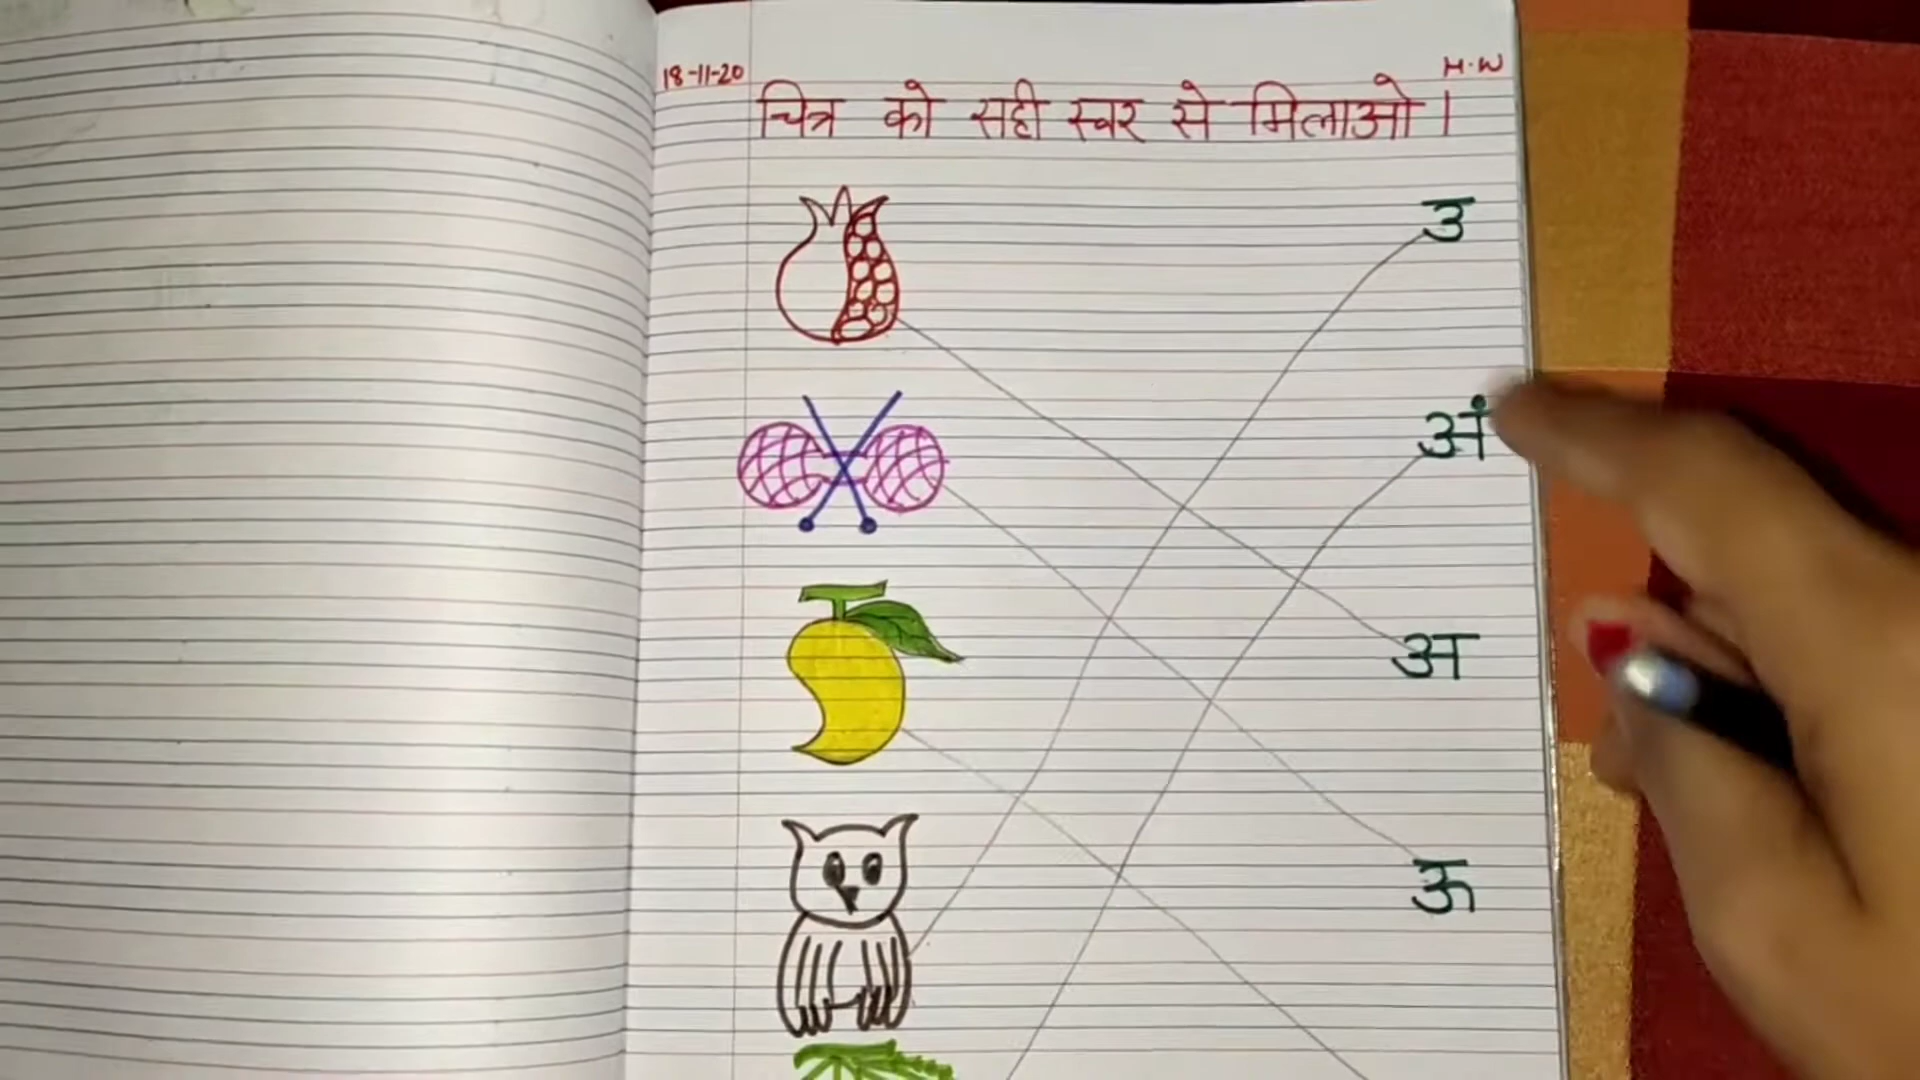 18-11-20
H.W
चित्र को सही स्वर से मिलाओ।
उ
अं
अ
ऊ